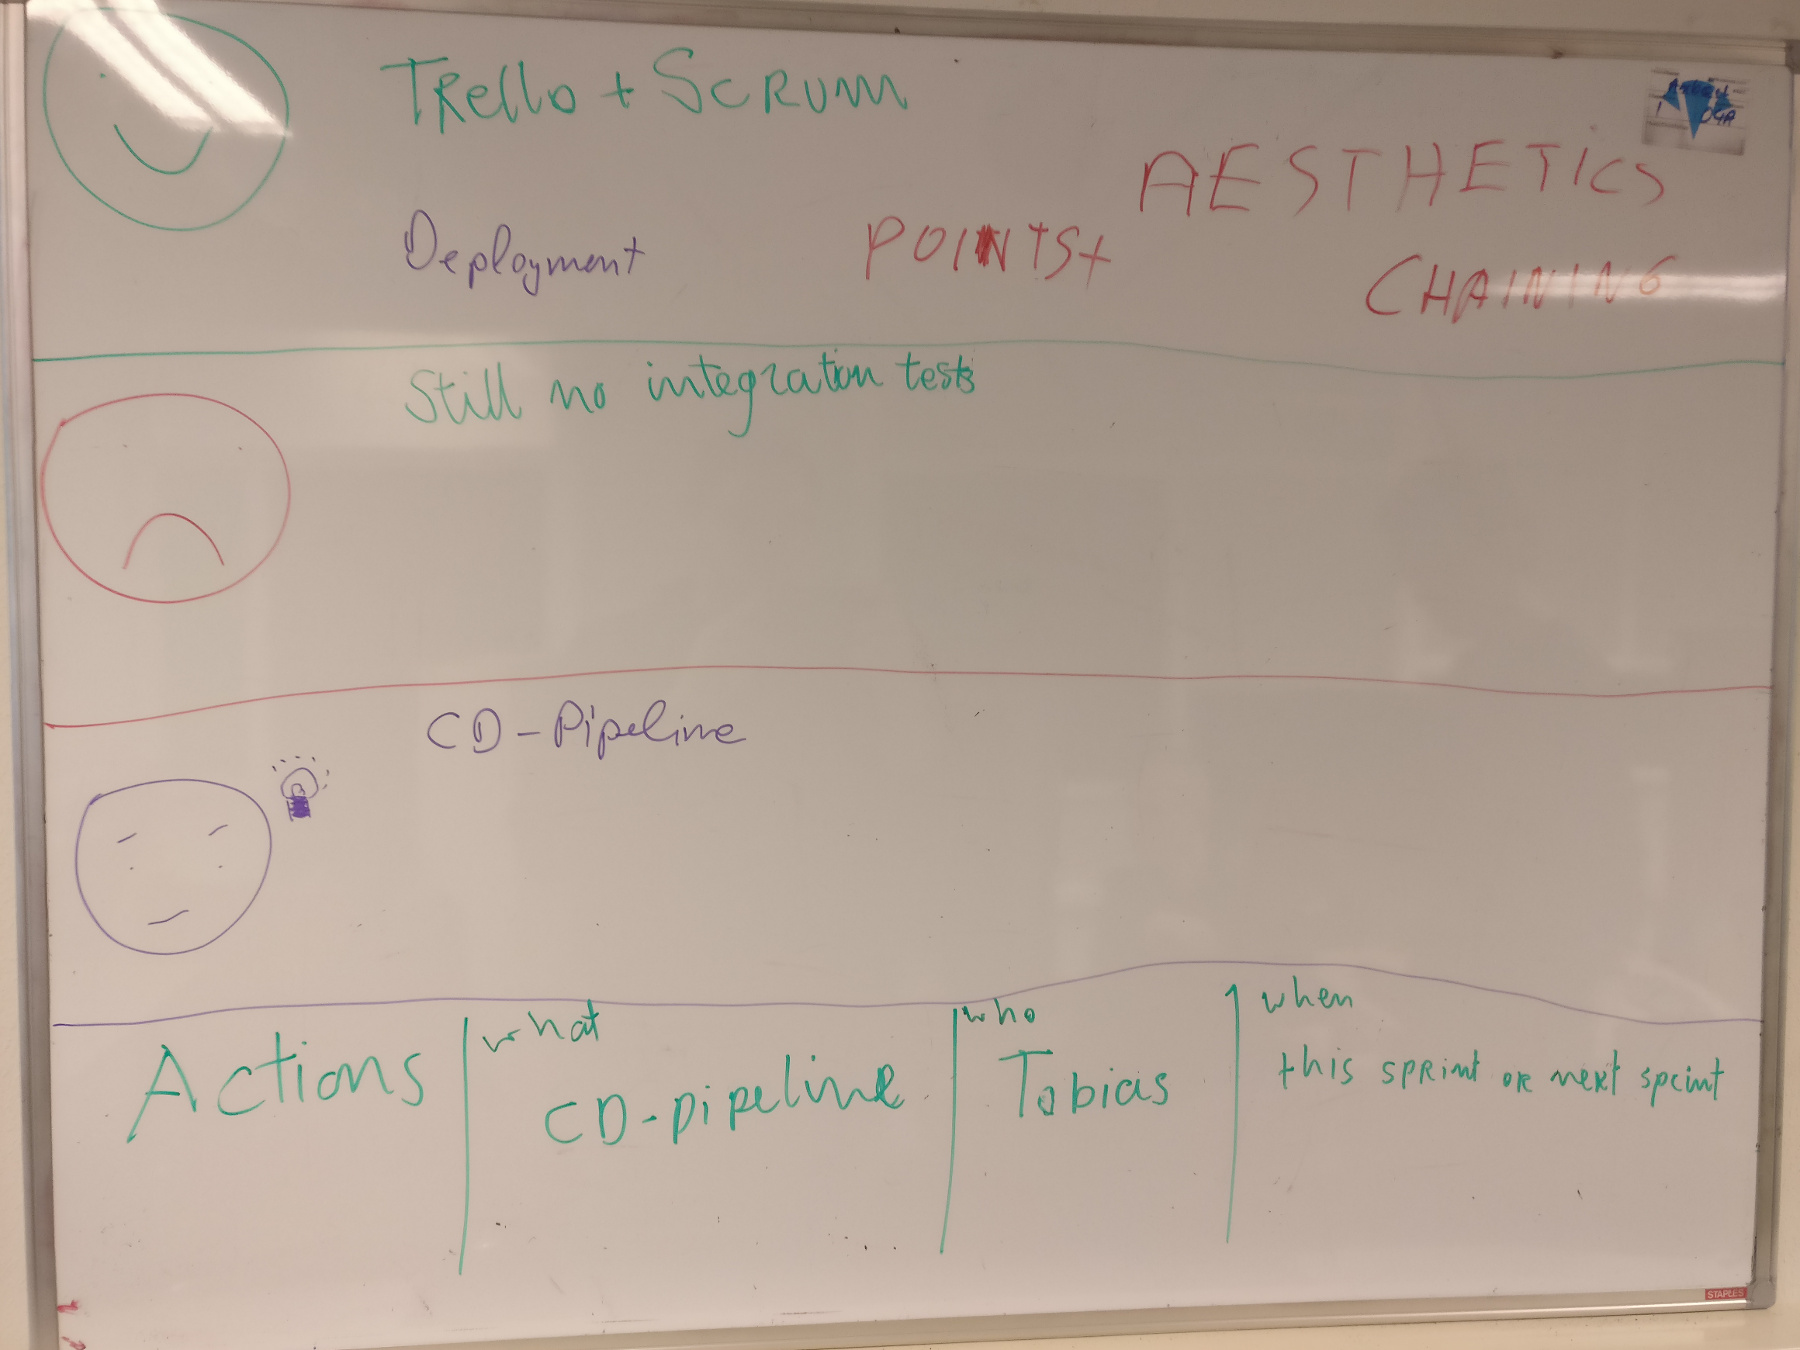 TRello + SCRUM
AESTHETICS
Deployment
POINTS+
CHAINING
Still no integration tests
CD-Pipeline
Actions
what
CD-pipeline
who
Tobias
when
this sprint or next sprint
STAPLES